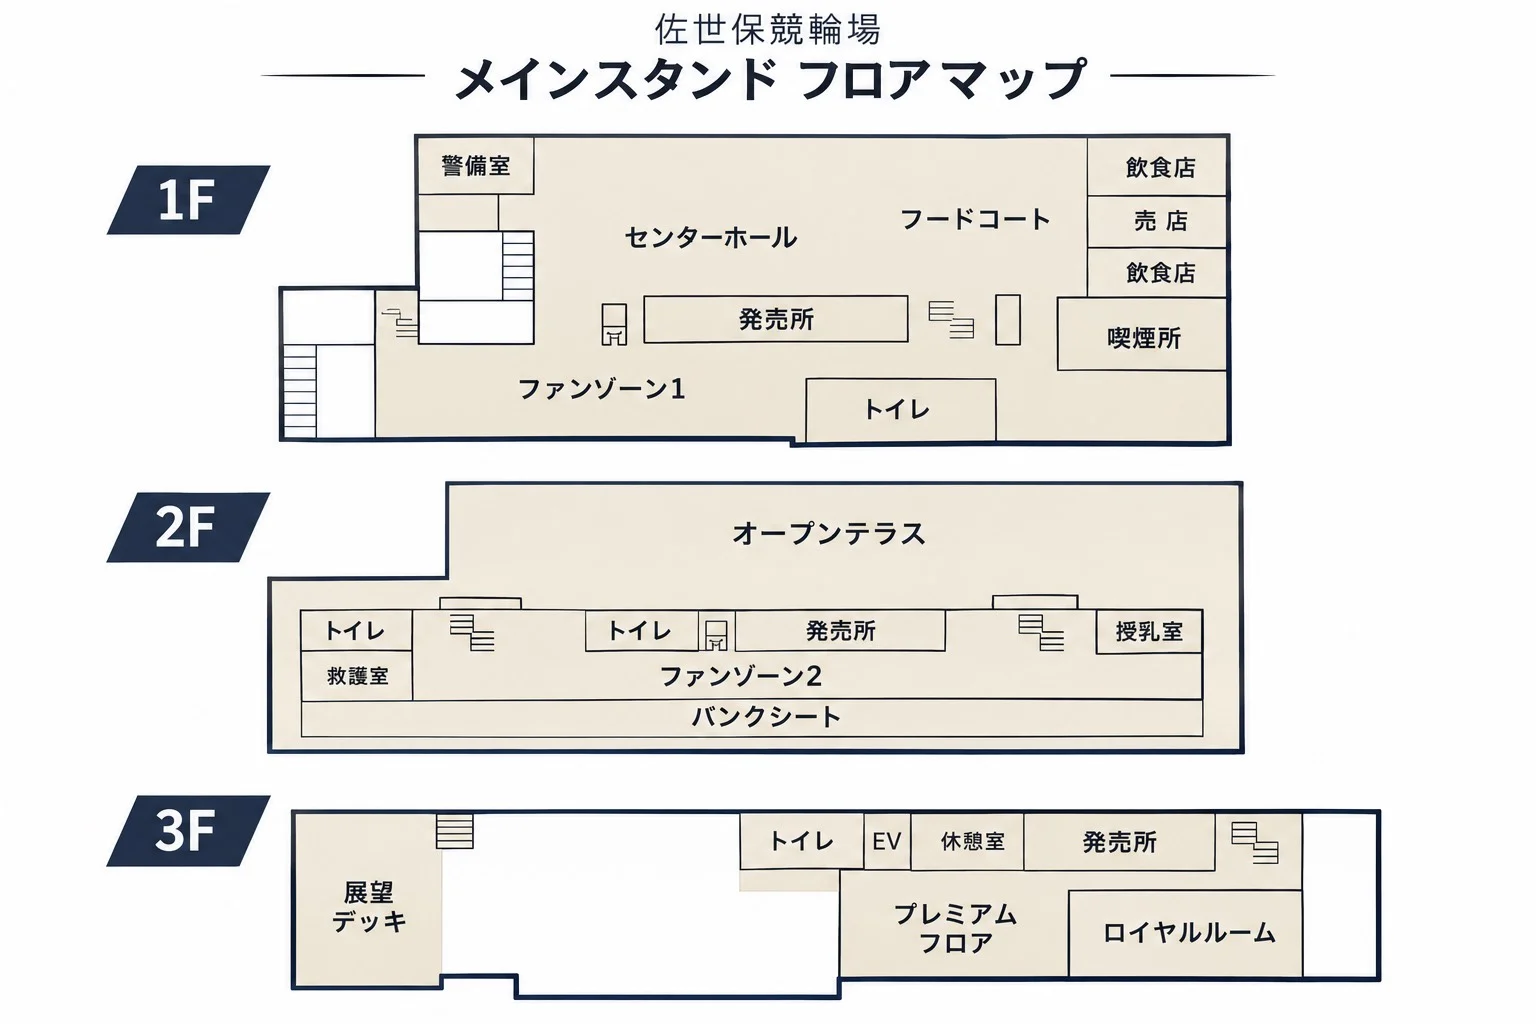 佐世保競輪場
メインスタンド フロアマップ
1F
警備室
飲食店
フードコート
売 店
センターホール
飲食店
発売所
喫煙所
ファンゾーン1
トイレ
2F
オープンテラス
トイレ
トイレ
発売所
授乳室
救護室
ファンゾーン2
バンクシート
3F
トイレ
EV
休憩室
発売所
展望
デッキ
プレミアム
フロア
ロイヤルルーム